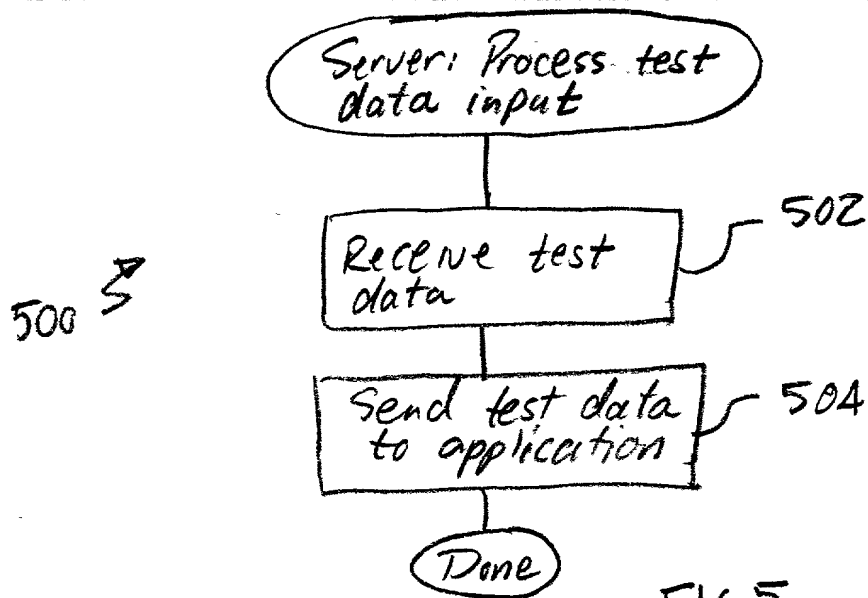 Server: Process test
data input
502
Receive test
data
500
504
Send test data
to application
Done
FIG 5